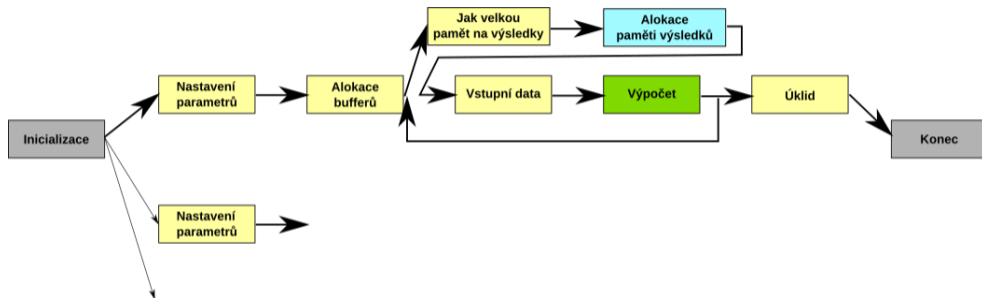 Jak velkou
pamět na výsledky
Alokace
paměti výsledků
Nastavení
parametrů
Alokace
bufferů
Vstupní data
Výpočet
Úklid
Inicializace
Konec
Nastavení
parametrů